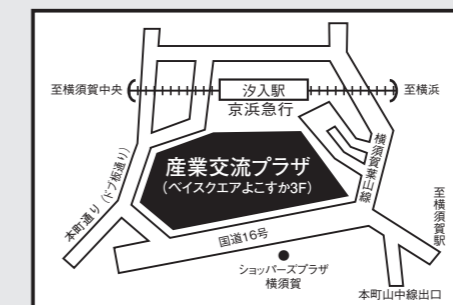 至横須賀中央
汐入駅
至横浜
京浜急行
産業交流プラザ
(ベイスクエアよこすか3F)
横須賀葉山線
本町通り(ドブ板通り)
至横須賀駅
国道16号
ショッパーズプラザ
横須賀
本町山中線出口